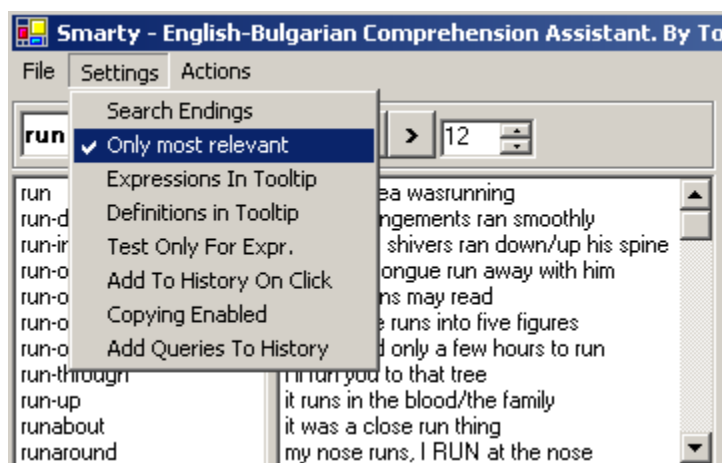 Smarty - English-Bulgarian Comprehension Assistant. By To
File Settings Actions
run > 12
Search Endings
Only most relevant
Expressions In Tooltip
Definitions in Tooltip
Test Only For Expr.
Add To History On Click
Copying Enabled
Add Queries To History
run
run-through
run-up
runabout
runaround
wasrunning
ran smoothly
shivers ran down/up his spine
run away with him
may read
runs into five figures
only a few hours to run
I'll run you to that tree
it runs in the blood/the family
it was a close run thing
my nose runs, I RUN at the nose